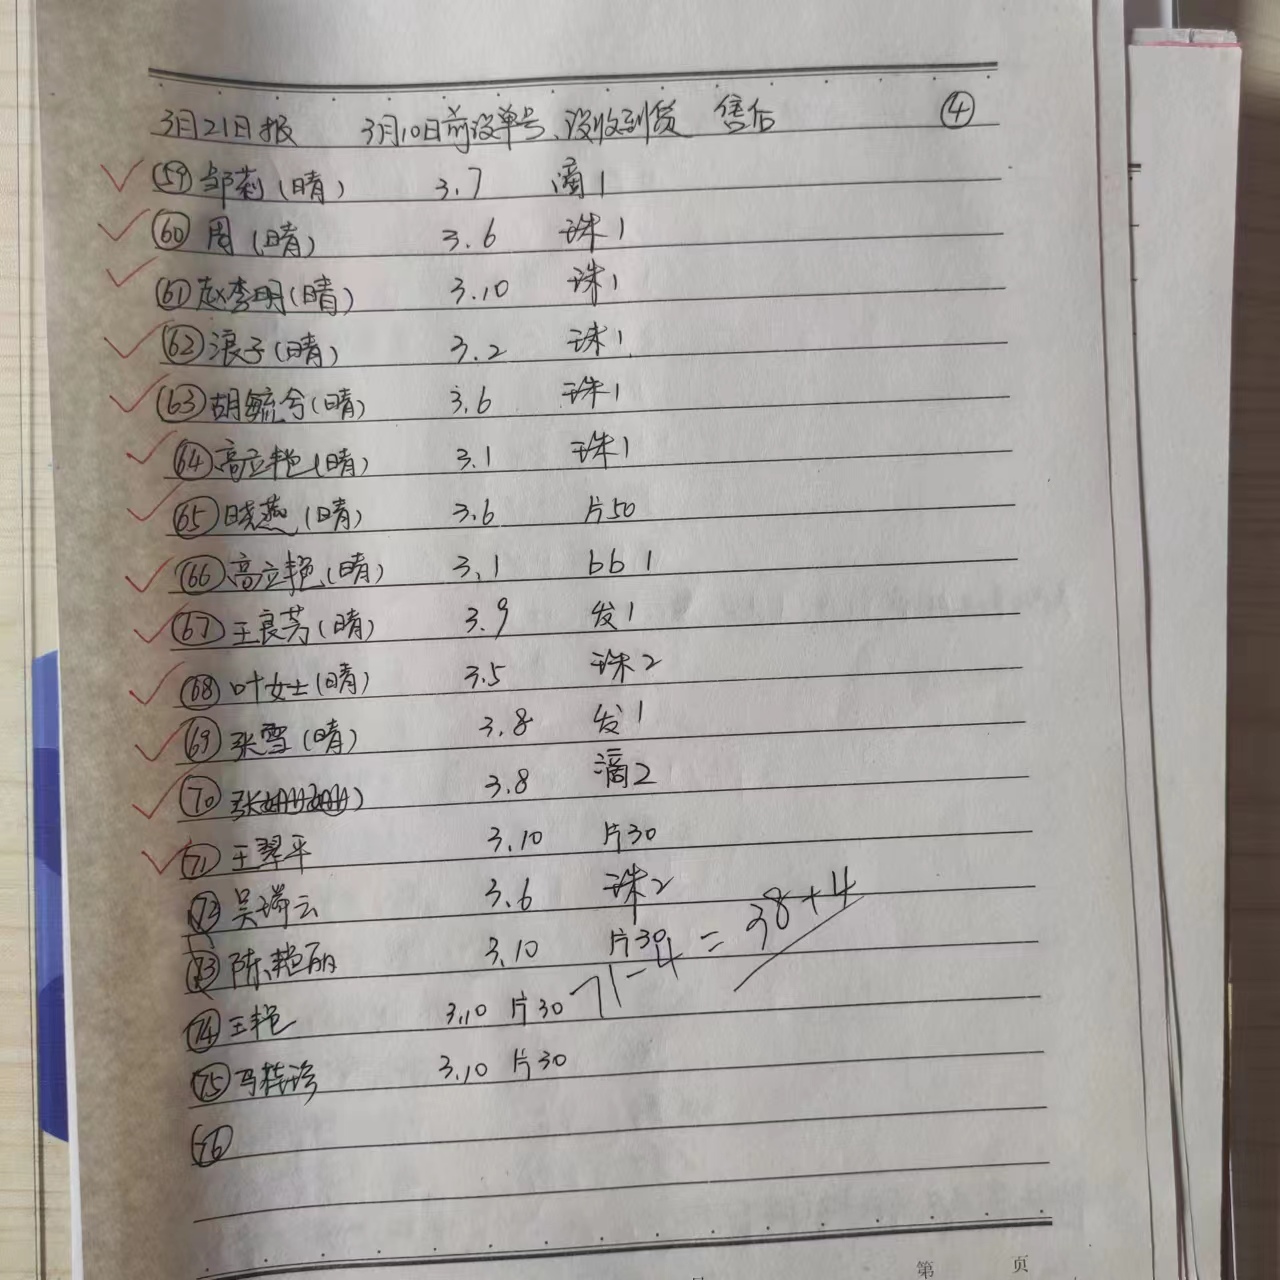 3月21日报 3月10日前没单号、没收到货 售后 ④
✓ 59 邹莉(晴) 3.7 滴1
✓ 60 周(晴) 3.6 珠1
✓ 61 赵李明(晴) 3.10 珠1
✓ 62 浪子(晴) 3.2 珠1
✓ 63 胡毓兮(晴) 3.6 珠1
✓ 64 高立艳(晴) 3.1 珠1
✓ 65 晓燕(晴) 3.6 片50
✓ 66 高立艳(晴) 3.1 bb 1
✓ 67 王良芳(晴) 3.9 发1
✓ 68 叶女士(晴) 3.5 珠2
✓ 69 张雪(晴) 3.8 发1
✓ 70 张姗姗 3.8 滴2
✓ 71 王翠平 3.10 片30
72 吴瑞云 3.6 珠2
73 陈艳丽 3.10 片30
71-4=38+4
74 王艳 3.10 片30
75 马桂珍 3.10 片30
76
第 页